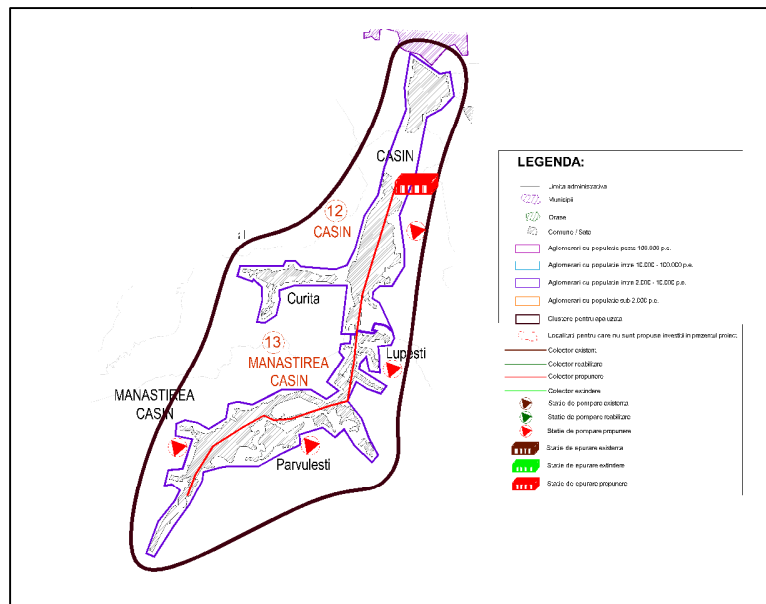 CASIN
12
CASIN
Curita
13
MANASTIREA
CASIN
Lupesti
MANASTIREA
CASIN
Parvulesti
LEGENDA:
Limita administrativa
Municipii
Orase
Comune / Sate
Aglomerari cu populatie peste 100.000 p.e.
Aglomerari cu populatie intre 10.000 - 100.000 p.e.
Aglomerari cu populatie intre 2.000 - 10.000 p.e.
Aglomerari cu populatie sub 2.000 p.e.
Clustere pentru apa uzata
Localitati pentru care nu sunt propuse investitii in prezentul proiect
Colector existent
Colector reabilitare
Colector propunere
Colector extindere
Statie de pompare existenta
Statie de pompare reabilitare
Statie de pompare propunere
Statie de epurare existenta
Statie de epurare extindere
Statie de epurare propunere